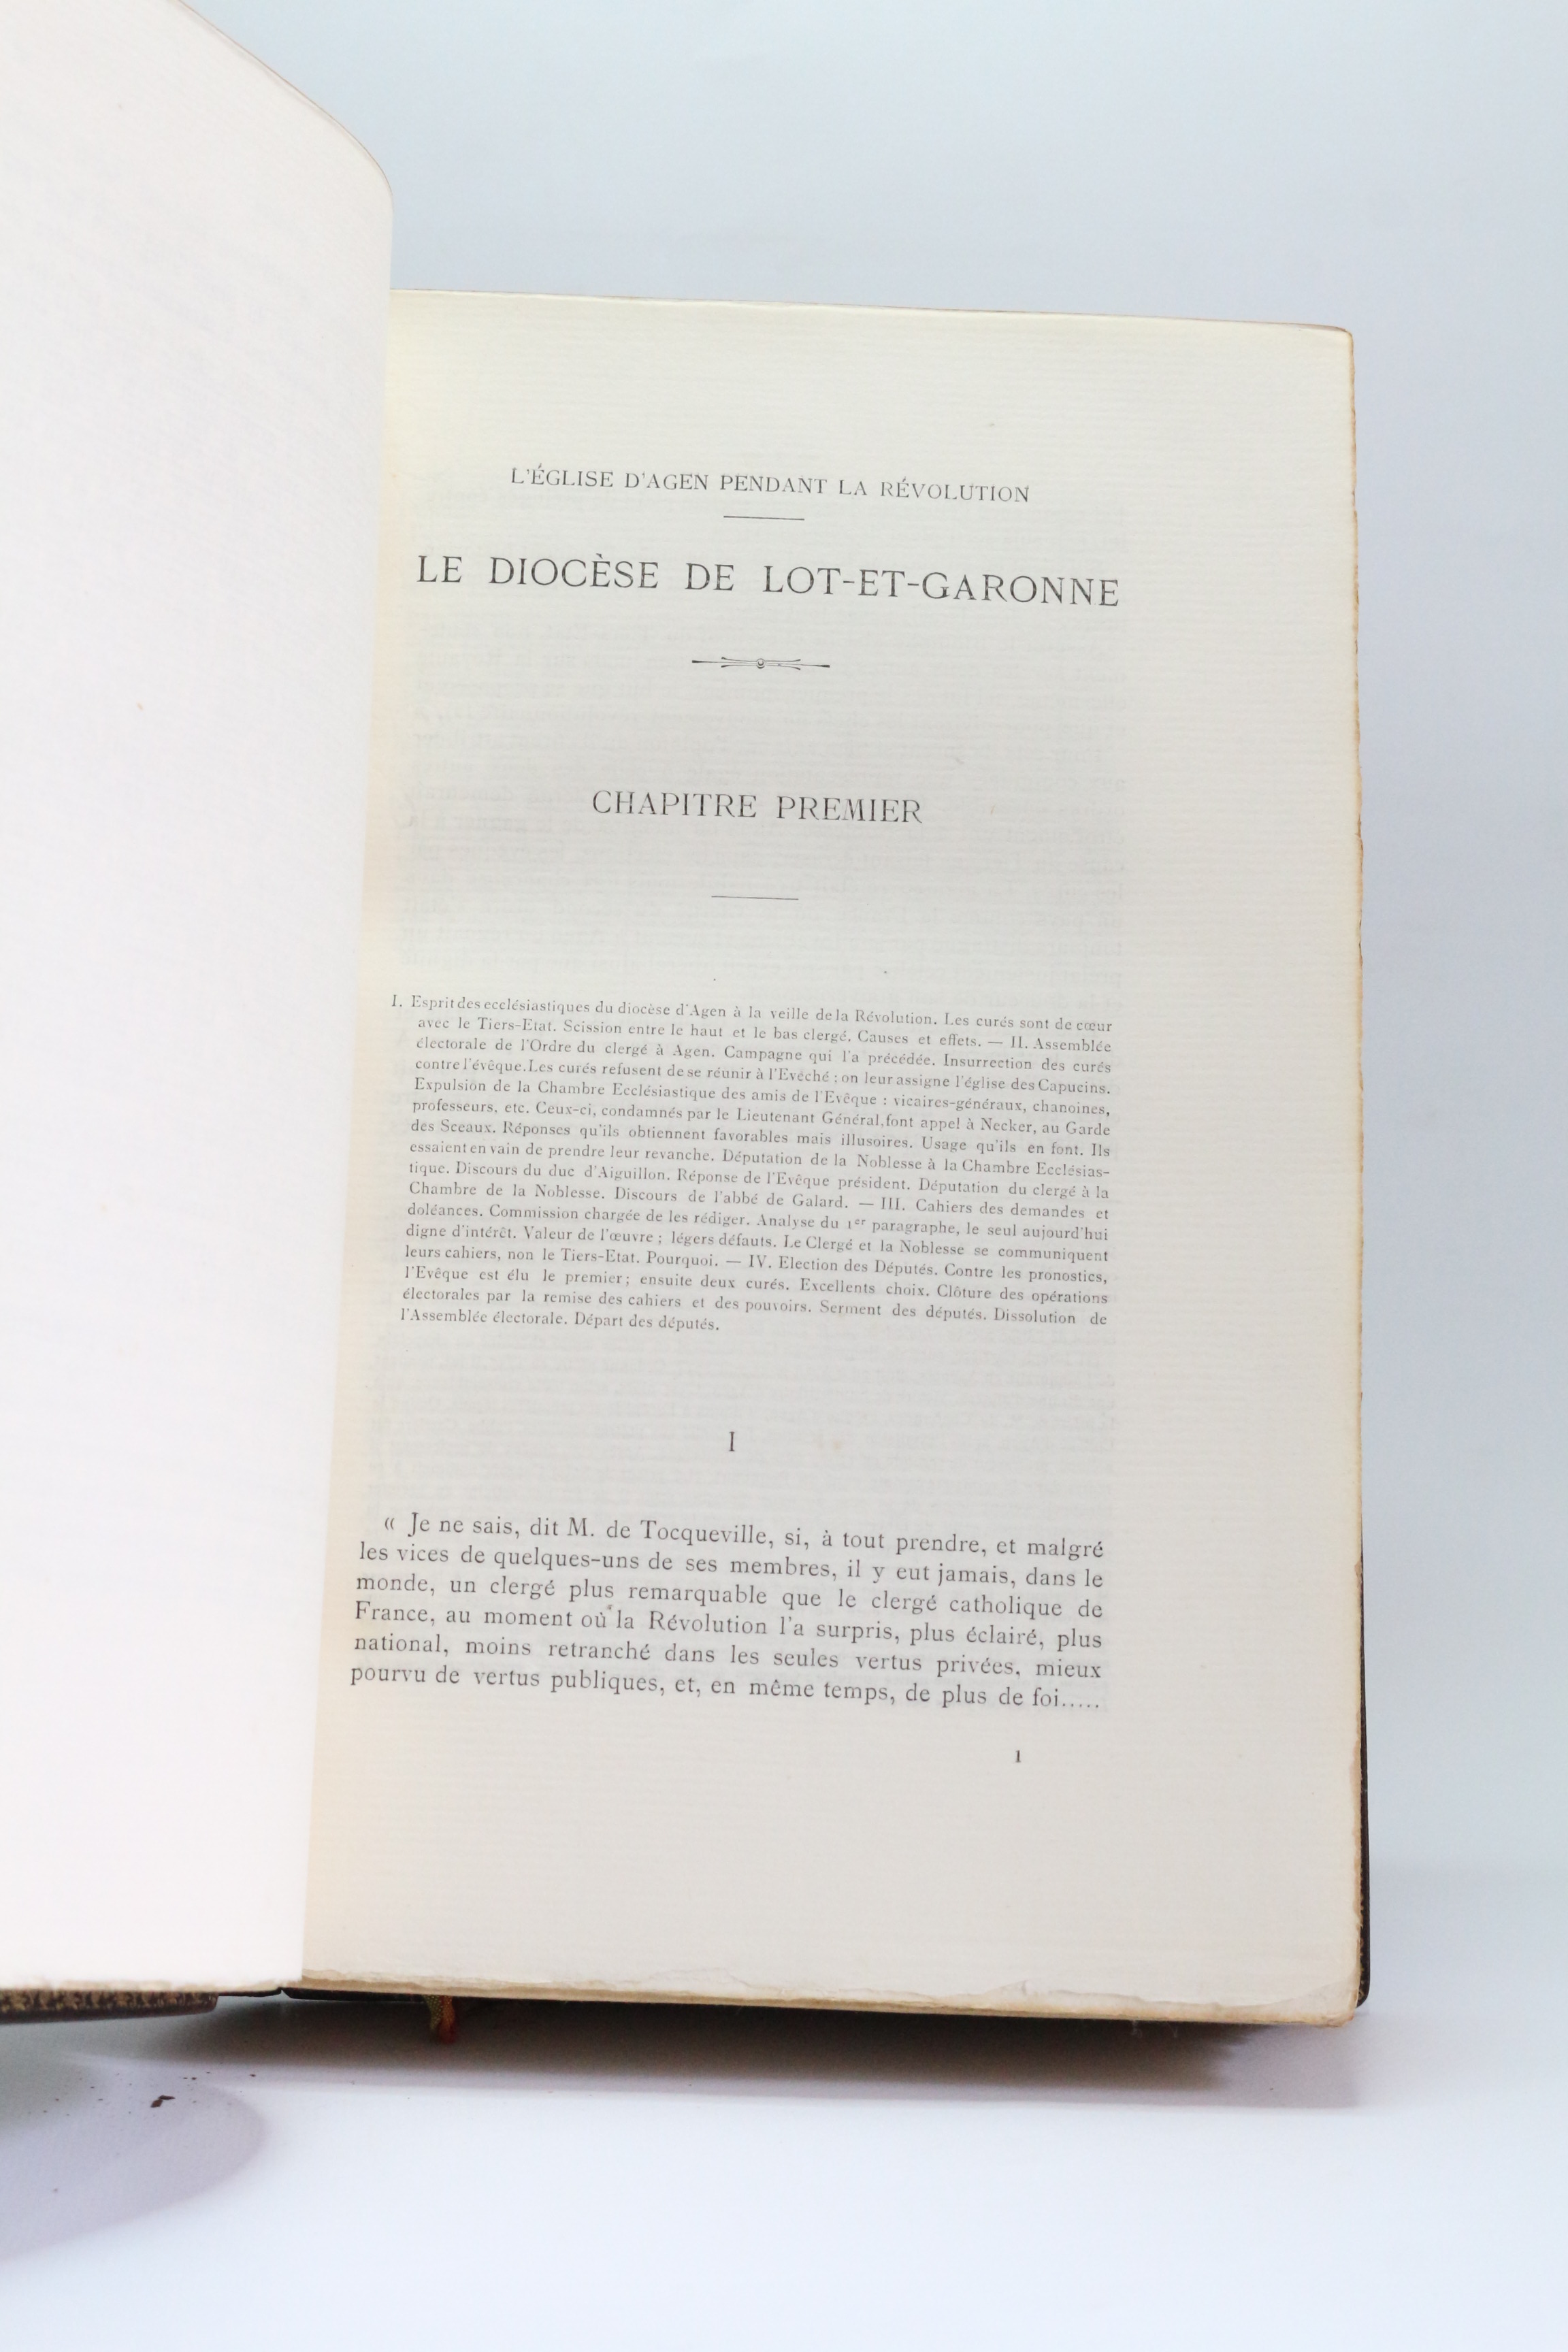 L'ÉGLISE D'AGEN PENDANT LA RÉVOLUTION
LE DIOCÈSE DE LOT-ET-GARONNE
CHAPITRE PREMIER
I. Esprit des ecclésiastiques du diocèse d'Agen à la veille de la Révolution. Les curés sont de cœur
avec le Tiers-Etat. Scission entre le haut et le bas clergé. Causes et effets. — II. Assemblée
électorale de l'Ordre du clergé à Agen. Campagne qui l'a précédée. Insurrection des curés
contre l'évêque. Les curés refusent de se réunir à l'Evêché ; on leur assigne l'église des Capucins.
Expulsion de la Chambre Ecclésiastique des amis de l'Evêque : vicaires-généraux, chanoines,
professeurs, etc. Ceux-ci, condamnés par le Lieutenant Général, font appel à Necker, au Garde
des Sceaux. Réponses qu'ils obtiennent favorables mais illusoires. Usage qu'ils en font. Ils
essaient en vain de prendre leur revanche. Députation de la Noblesse à la Chambre Ecclésias-
tique. Discours du duc d'Aiguillon. Réponse de l'Evêque président. Députation du clergé à la
Chambre de la Noblesse. Discours de l'abbé de Galard. — III. Cahiers des demandes et
doléances. Commission chargée de les rédiger. Analyse du 1er paragraphe, le seul aujourd'hui
digne d'intérêt. Valeur de l'œuvre ; légers défauts. Le Clergé et la Noblesse se communiquent
leurs cahiers, non le Tiers-Etat. Pourquoi. — IV. Election des Députés. Contre les pronostics,
l'Evêque est élu le premier ; ensuite deux curés. Excellents choix. Clôture des opérations
électorales par la remise des cahiers et des pouvoirs. Serment des députés. Dissolution de
l'Assemblée électorale. Départ des députés.
I
« Je ne sais, dit M. de Tocqueville, si, à tout prendre, et malgré
les vices de quelques-uns de ses membres, il y eut jamais, dans le
monde, un clergé plus remarquable que le clergé catholique de
France, au moment où la Révolution l'a surpris, plus éclairé, plus
national, moins retranché dans les seules vertus privées, mieux
pourvu de vertus publiques, et, en même temps, de plus de foi.....
1